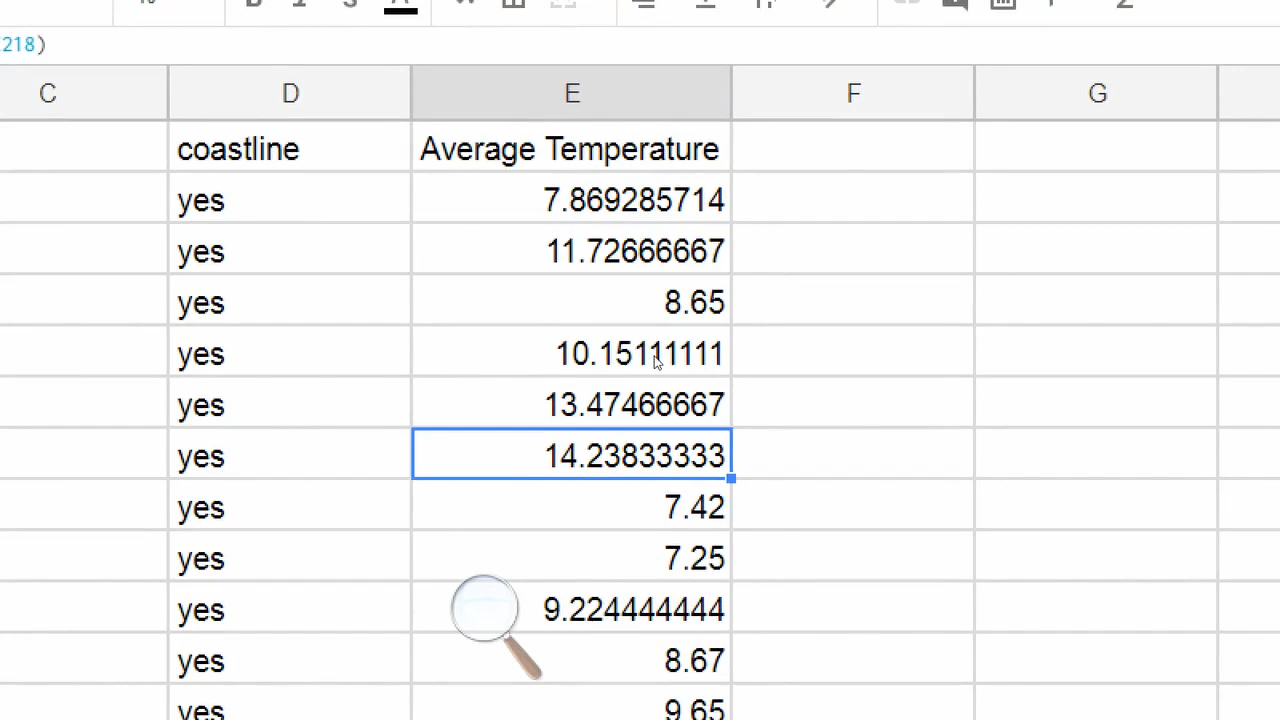 218)
C D E F G
coastline Average Temperature
yes 7.869285714
yes 11.72666667
yes 8.65
yes 10.15111111
yes 13.47466667
yes 14.23833333
yes 7.42
yes 7.25
yes 9.224444444
yes 8.67
yes 9.65